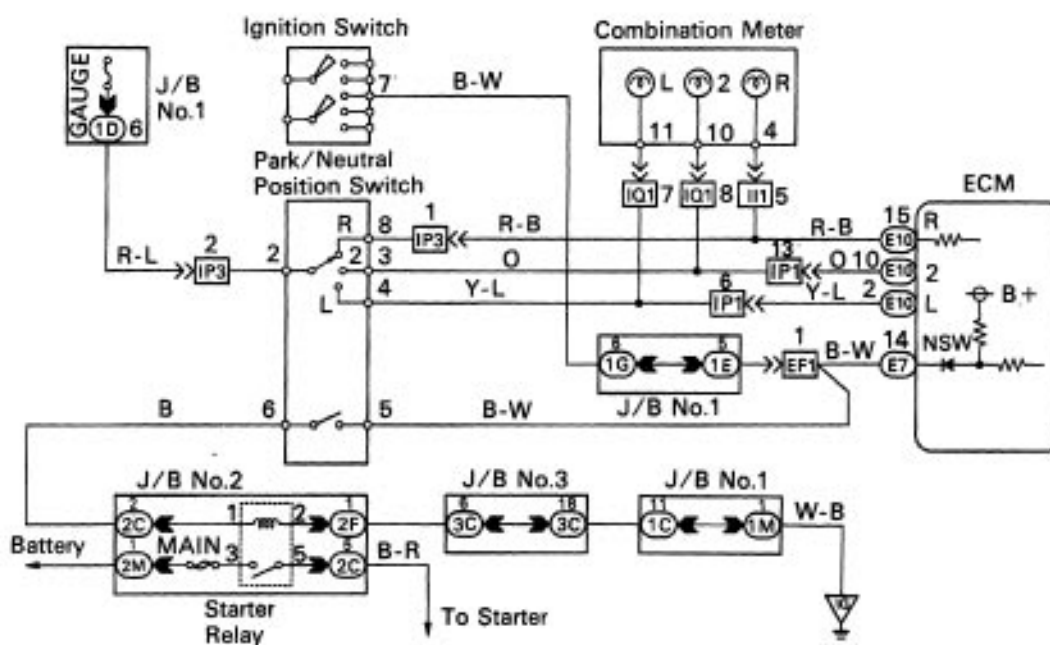 Ignition Switch
Combination Meter
GAUGE
J/B
No.1
1D 6
7
B-W
L 2 R
11 10 4
Park/Neutral
Position Switch
IQ1 7 IIQ1 8 II1 5
ECM
R 8 1 IP3 R-B R-B 15 E10 R
R-L 2 IP3 2 2 3 O 13 IP1 O 10 E10 2
L 4 Y-L 6 IP1 Y-L 2 E10 L
B+
6 1G 5 1E 1 EF1 B-W 14 E7 NSW
J/B No.1
B 6 5 B-W
J/B No.2 J/B No.3 J/B No.1
2 2C 1 2 1 2F 6 3C 18 3C 11 1C 1 1M W-B
Battery 1 2M MAIN 3 5 5 2C B-R
Starter
Relay
To Starter